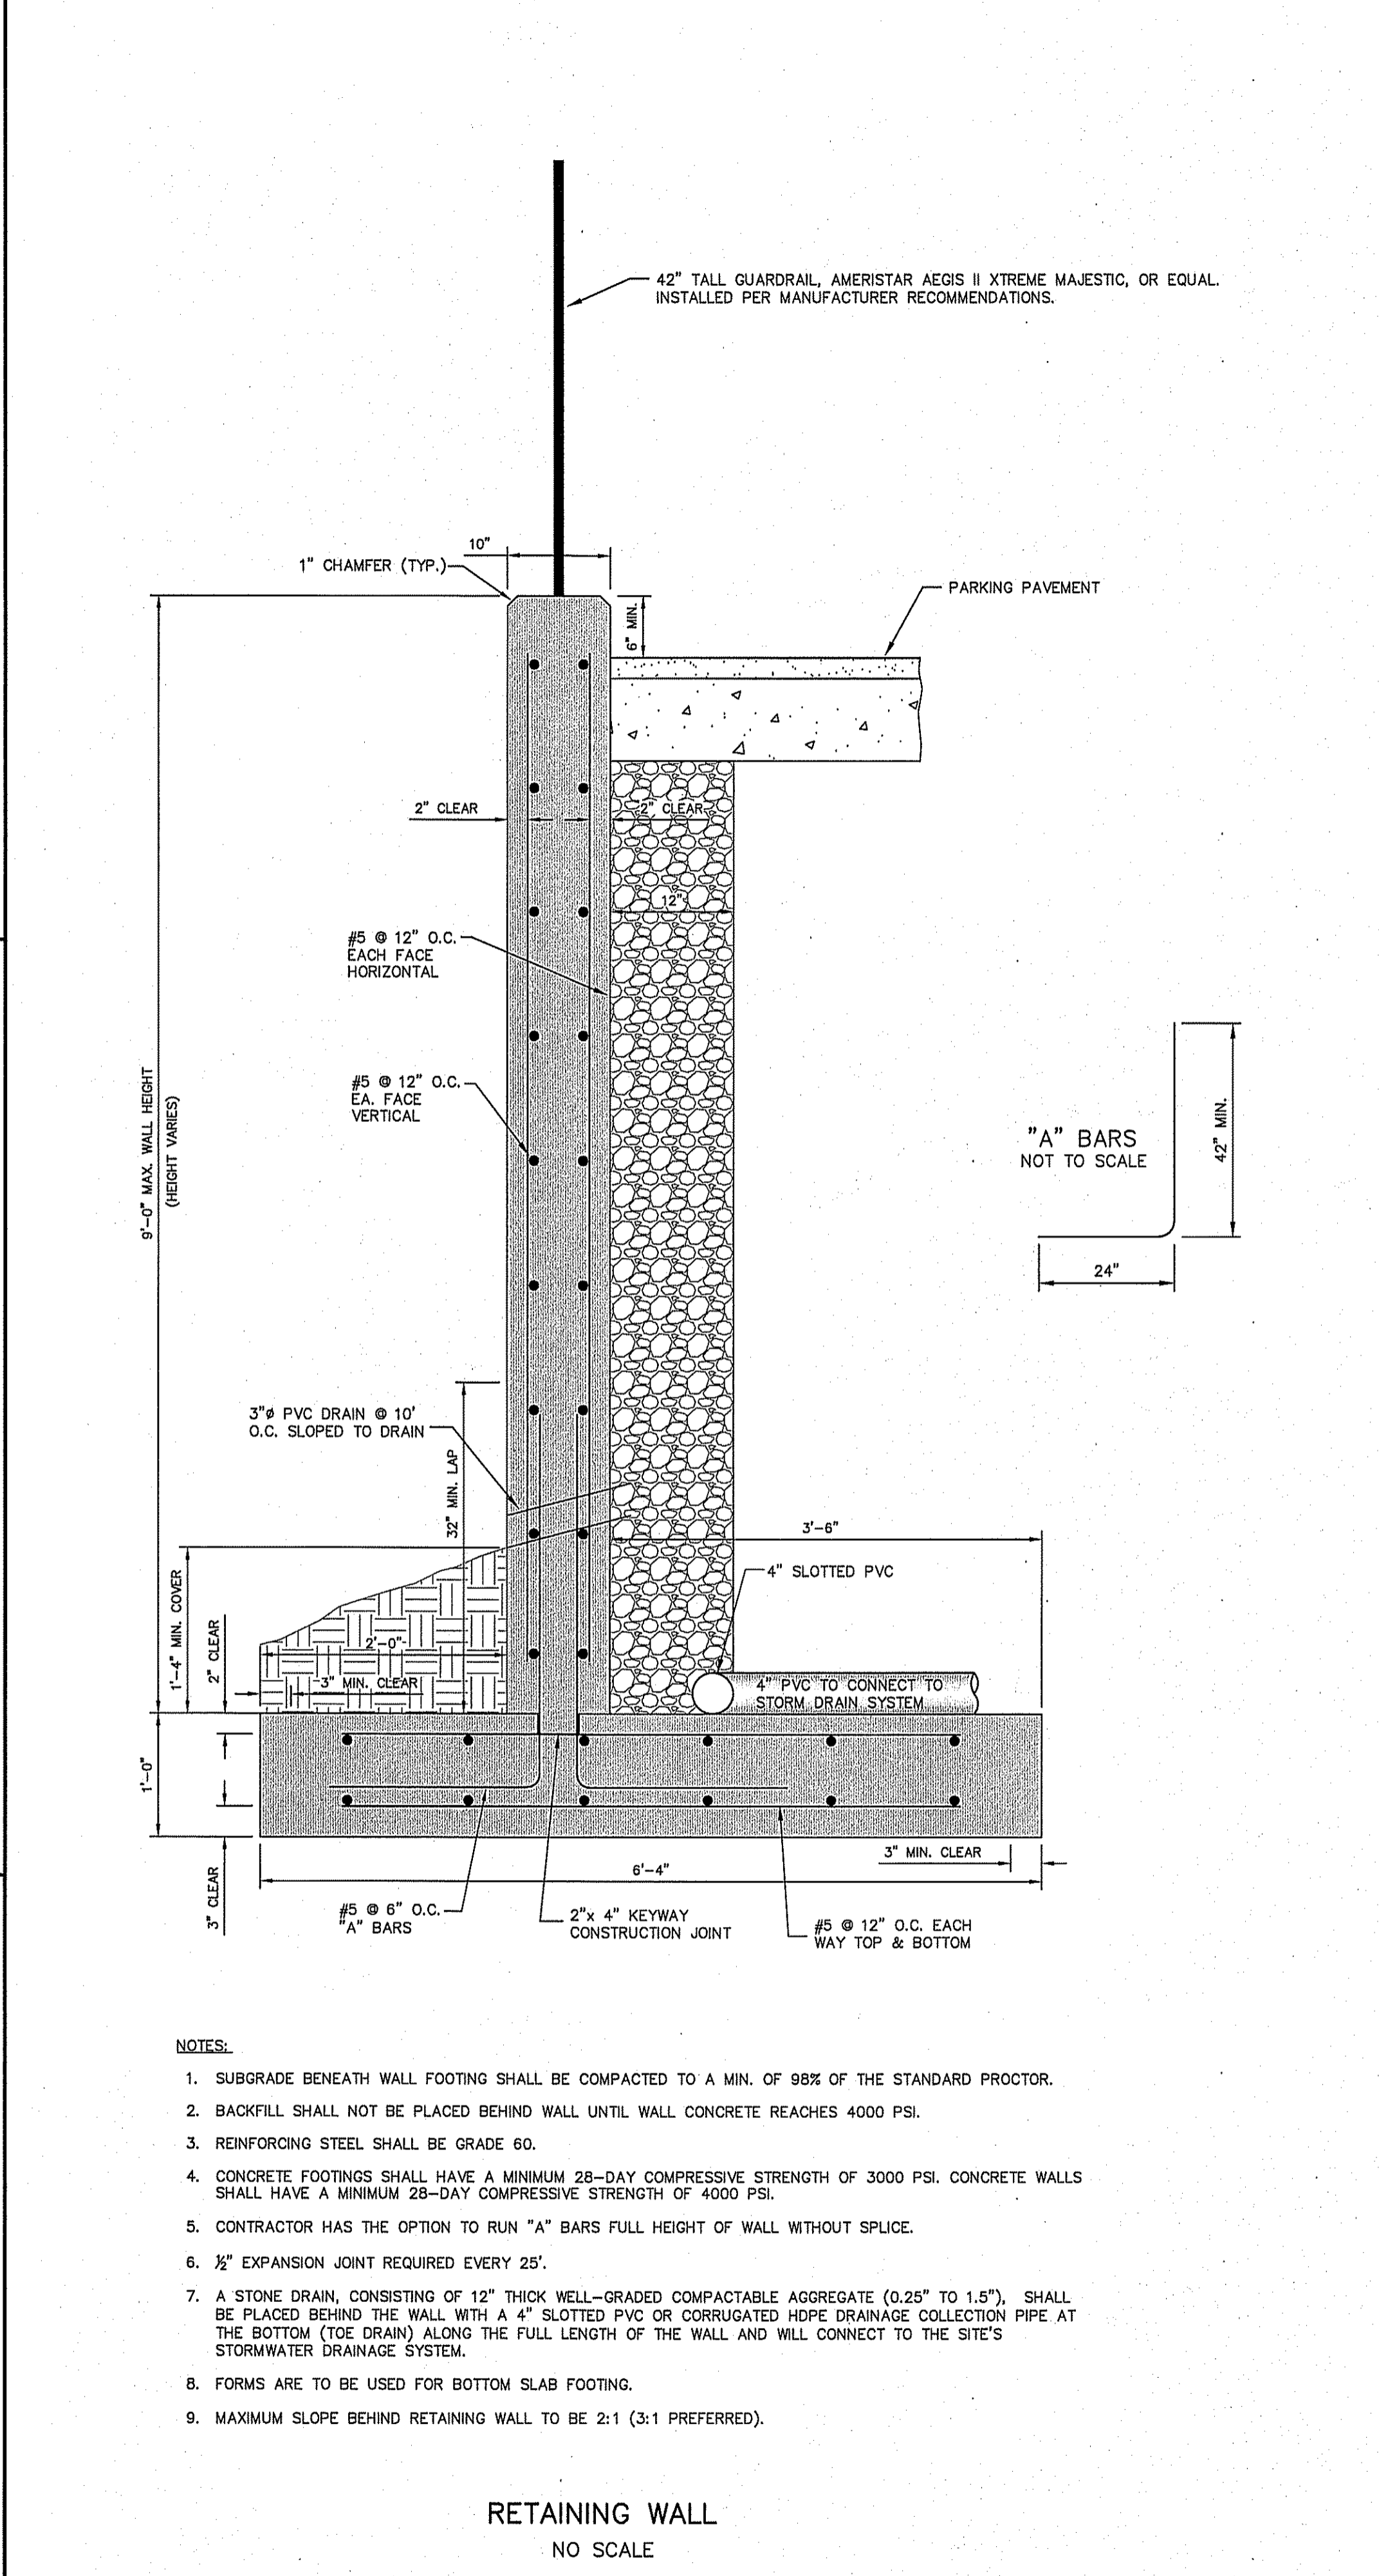 42" TALL GUARDRAIL, AMERISTAR AEGIS II XTREME MAJESTIC, OR EQUAL.
INSTALLED PER MANUFACTURER RECOMMENDATIONS.
10"
1" CHAMFER (TYP.)
6" MIN.
PARKING PAVEMENT
2" CLEAR
2" CLEAR
12"
#5 @ 12" O.C.
EACH FACE
HORIZONTAL
9'-0" MAX. WALL HEIGHT
(HEIGHT VARIES)
#5 @ 12" O.C.
EA. FACE
VERTICAL
"A" BARS
NOT TO SCALE
42" MIN.
24"
3"ø PVC DRAIN @ 10'
O.C. SLOPED TO DRAIN
32" MIN. LAP
3'-6"
4" SLOTTED PVC
1'-4" MIN. COVER
2" CLEAR
2'-0"
3" MIN. CLEAR
4" PVC TO CONNECT TO
STORM DRAIN SYSTEM
1'-0"
3" MIN. CLEAR
6'-4"
3" CLEAR
#5 @ 6" O.C.
"A" BARS
2"x 4" KEYWAY
CONSTRUCTION JOINT
#5 @ 12" O.C. EACH
WAY TOP & BOTTOM
NOTES:
1. SUBGRADE BENEATH WALL FOOTING SHALL BE COMPACTED TO A MIN. OF 98% OF THE STANDARD PROCTOR.
2. BACKFILL SHALL NOT BE PLACED BEHIND WALL UNTIL WALL CONCRETE REACHES 4000 PSI.
3. REINFORCING STEEL SHALL BE GRADE 60.
4. CONCRETE FOOTINGS SHALL HAVE A MINIMUM 28-DAY COMPRESSIVE STRENGTH OF 3000 PSI. CONCRETE WALLS
SHALL HAVE A MINIMUM 28-DAY COMPRESSIVE STRENGTH OF 4000 PSI.
5. CONTRACTOR HAS THE OPTION TO RUN "A" BARS FULL HEIGHT OF WALL WITHOUT SPLICE.
6. ½" EXPANSION JOINT REQUIRED EVERY 25'.
7. A STONE DRAIN, CONSISTING OF 12" THICK WELL-GRADED COMPACTABLE AGGREGATE (0.25" TO 1.5"), SHALL
BE PLACED BEHIND THE WALL WITH A 4" SLOTTED PVC OR CORRUGATED HDPE DRAINAGE COLLECTION PIPE AT
THE BOTTOM (TOE DRAIN) ALONG THE FULL LENGTH OF THE WALL AND WILL CONNECT TO THE SITE'S
STORMWATER DRAINAGE SYSTEM.
8. FORMS ARE TO BE USED FOR BOTTOM SLAB FOOTING.
9. MAXIMUM SLOPE BEHIND RETAINING WALL TO BE 2:1 (3:1 PREFERRED).
RETAINING WALL
NO SCALE